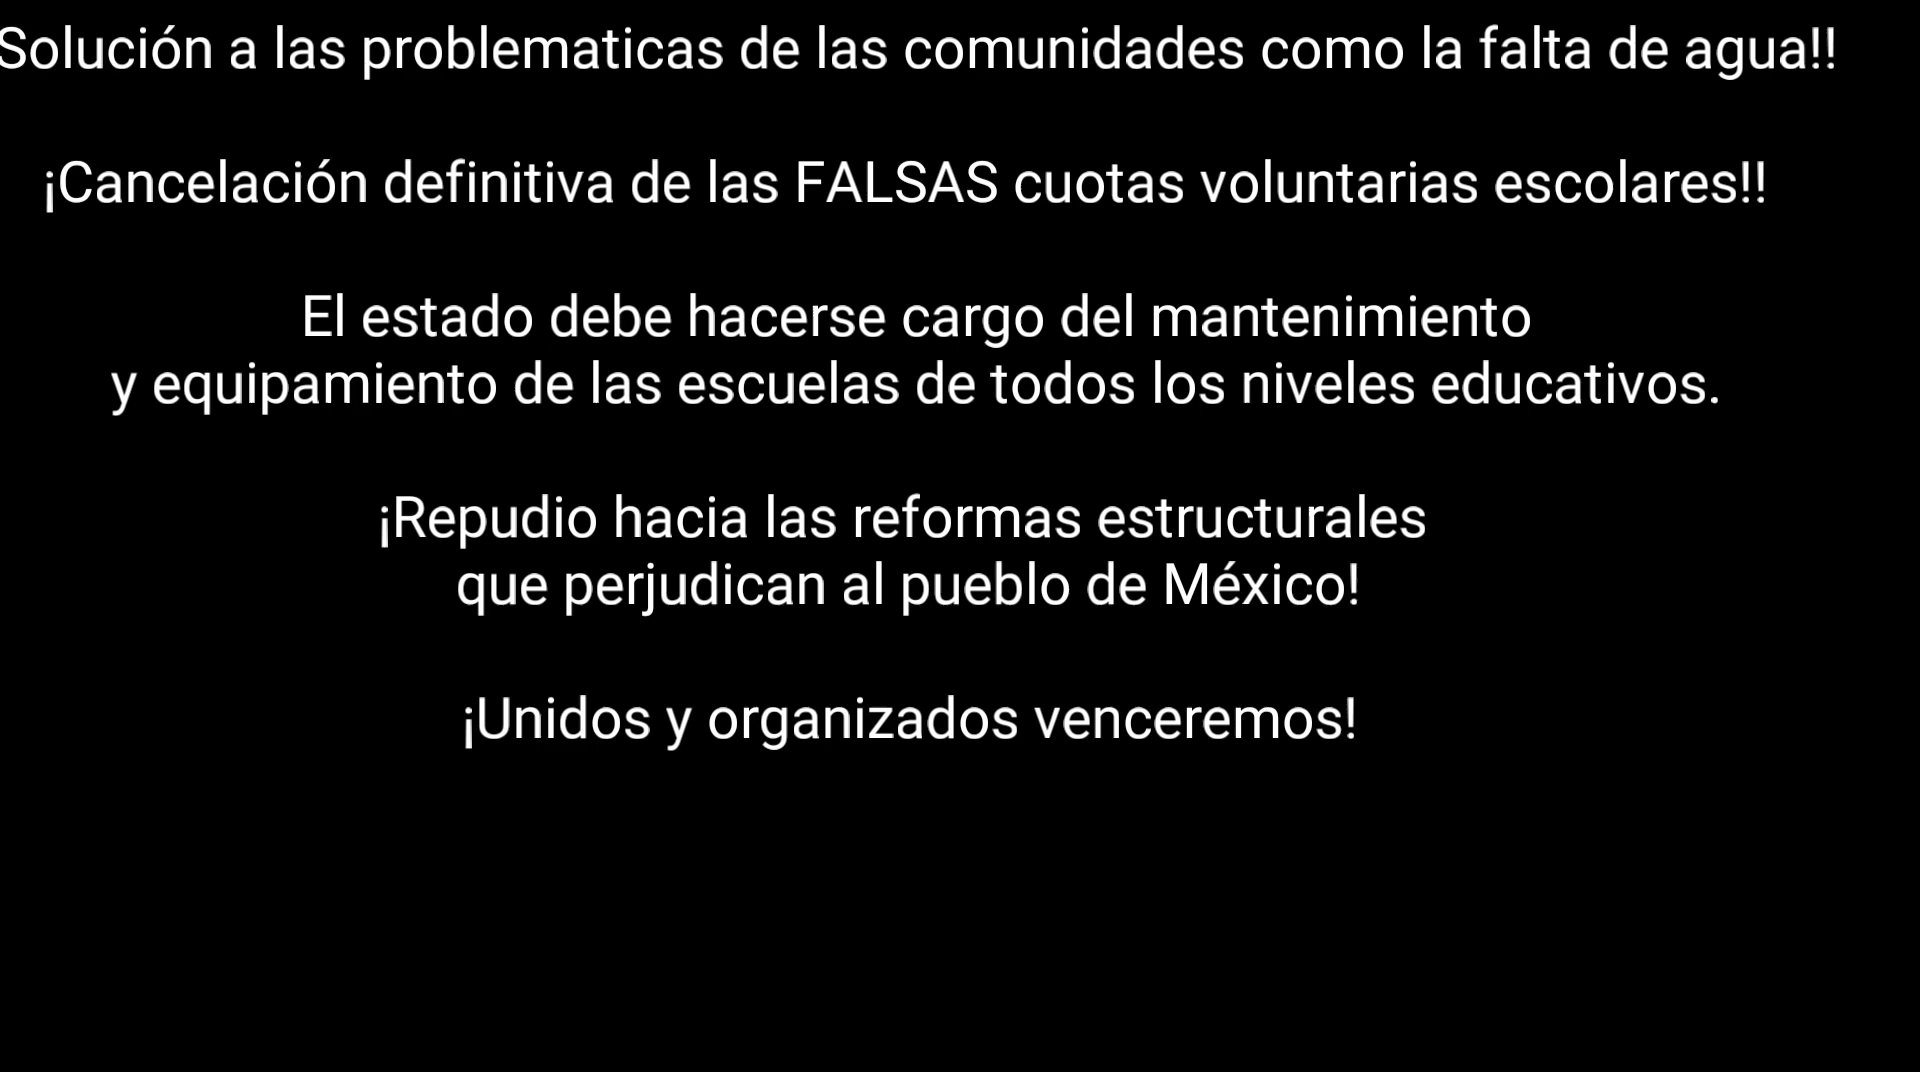 Solución a las problematicas de las comunidades como la falta de agua!!
¡Cancelación definitiva de las FALSAS cuotas voluntarias escolares!!
El estado debe hacerse cargo del mantenimiento
y equipamiento de las escuelas de todos los niveles educativos.
¡Repudio hacia las reformas estructurales
que perjudican al pueblo de México!
¡Unidos y organizados venceremos!